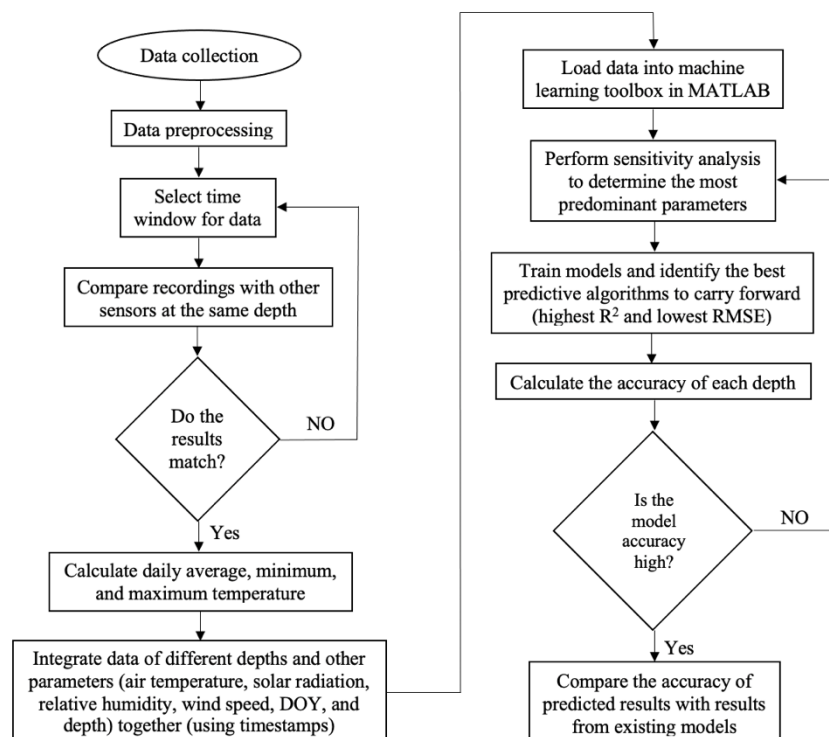 Data collection
Data preprocessing
Select time
window for data
Compare recordings with other
sensors at the same depth
Do the
results
match?
NO
Yes
Calculate daily average, minimum,
and maximum temperature
Integrate data of different depths and other
parameters (air temperature, solar radiation,
relative humidity, wind speed, DOY, and
depth) together (using timestamps)
Load data into machine
learning toolbox in MATLAB
Perform sensitivity analysis
to determine the most
predominant parameters
Train models and identify the best
predictive algorithms to carry forward
(highest R² and lowest RMSE)
Calculate the accuracy of each depth
Is the
model
accuracy
high?
NO
Yes
Compare the accuracy of
predicted results with results
from existing models